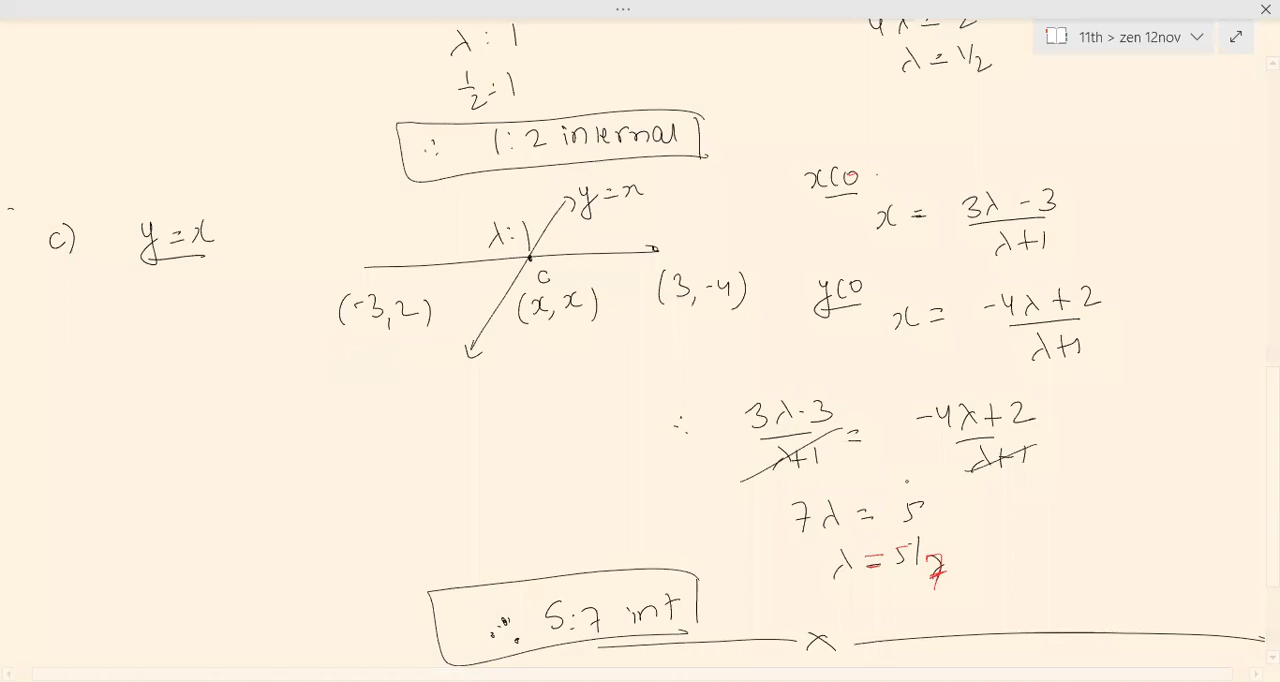 11th > zen 12nov
λ : 1
4λ = 2
1/2 : 1
λ = 1/2
∴ 1 : 2 internal
c) y = x
λ : 1
y = x
(-3, 2)
C
(x, x)
(3, -4)
xco
x = (3λ - 3)/(λ+1)
yco
x = (-4λ + 2)/(λ+1)
∴ (3λ - 3)/(λ+1) = (-4λ + 2)/(λ+1)
7λ = 5
λ = 5/7
∴ 5:7 int